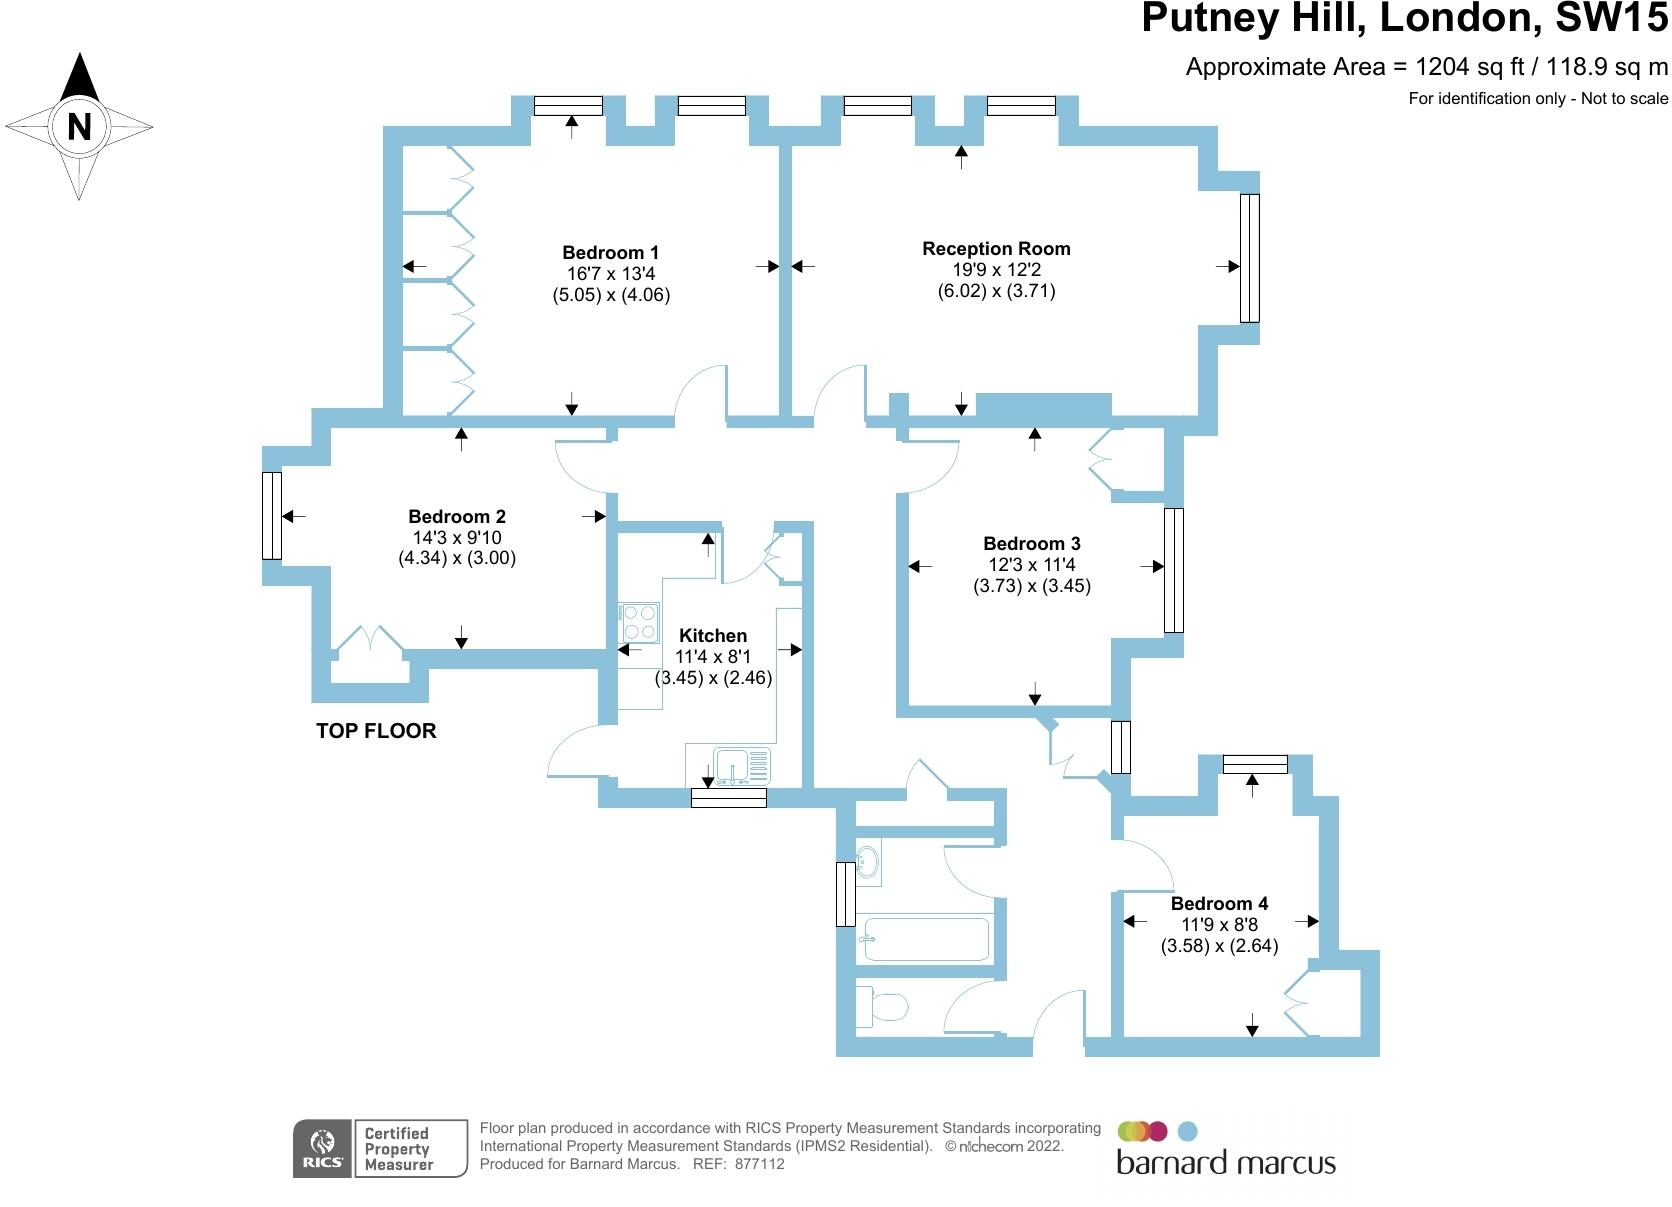 Putney Hill, London, SW15
Approximate Area = 1204 sq ft / 118.9 sq m
For identification only - Not to scale
N
Bedroom 1
16'7 x 13'4
(5.05) x (4.06)
Reception Room
19'9 x 12'2
(6.02) x (3.71)
Bedroom 2
14'3 x 9'10
(4.34) x (3.00)
Bedroom 3
12'3 x 11'4
(3.73) x (3.45)
Kitchen
11'4 x 8'1
(3.45) x (2.46)
TOP FLOOR
Bedroom 4
11'9 x 8'8
(3.58) x (2.64)
RICS
Certified
Property
Measurer
Floor plan produced in accordance with RICS Property Measurement Standards incorporating
International Property Measurement Standards (IPMS2 Residential). © nichecom 2022.
Produced for Barnard Marcus. REF: 877112
barnard marcus